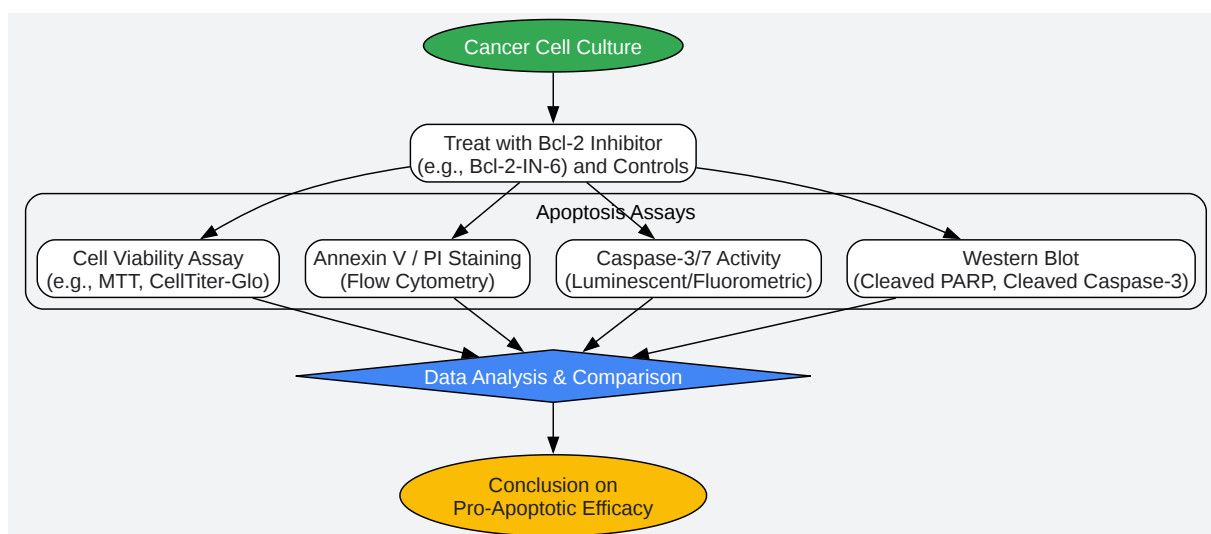 Cancer Cell Culture
Treat with Bcl-2 Inhibitor
(e.g., Bcl-2-IN-6) and Controls
Apoptosis Assays
Cell Viability Assay
(e.g., MTT, CellTiter-Glo)
Annexin V / PI Staining
(Flow Cytometry)
Caspase-3/7 Activity
(Luminescent/Fluorometric)
Western Blot
(Cleaved PARP, Cleaved Caspase-3)
Data Analysis & Comparison
Conclusion on
Pro-Apoptotic Efficacy